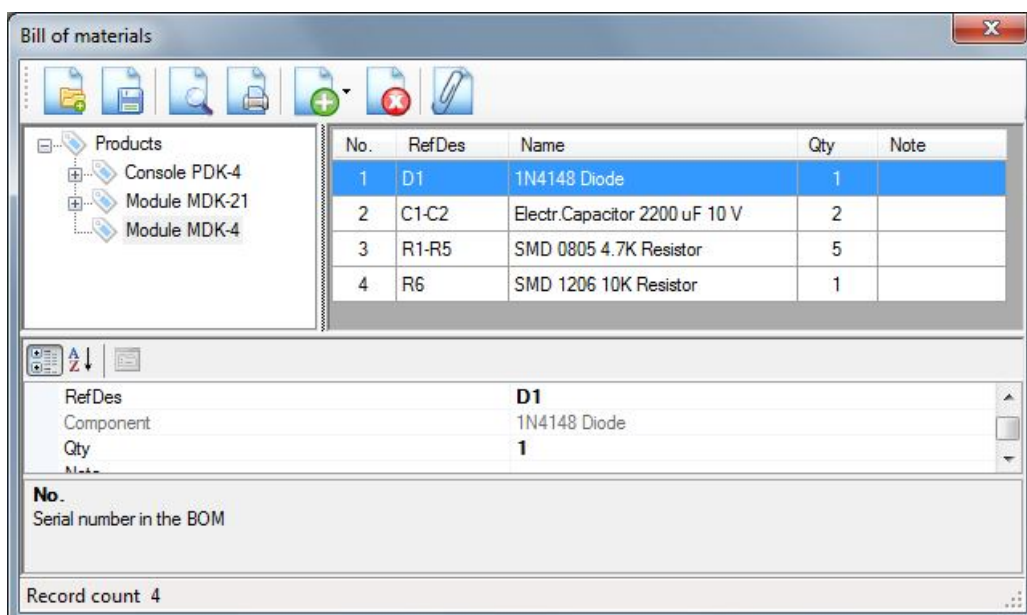 Bill of materials
Products
Console PDK-4
Module MDK-21
Module MDK-4
No. RefDes Name Qty Note
1 D1 1N4148 Diode 1
2 C1-C2 Electr.Capacitor 2200 uF 10 V 2
3 R1-R5 SMD 0805 4.7K Resistor 5
4 R6 SMD 1206 10K Resistor 1
RefDes D1
Component 1N4148 Diode
Qty 1
Note
No.
Serial number in the BOM
Record count 4